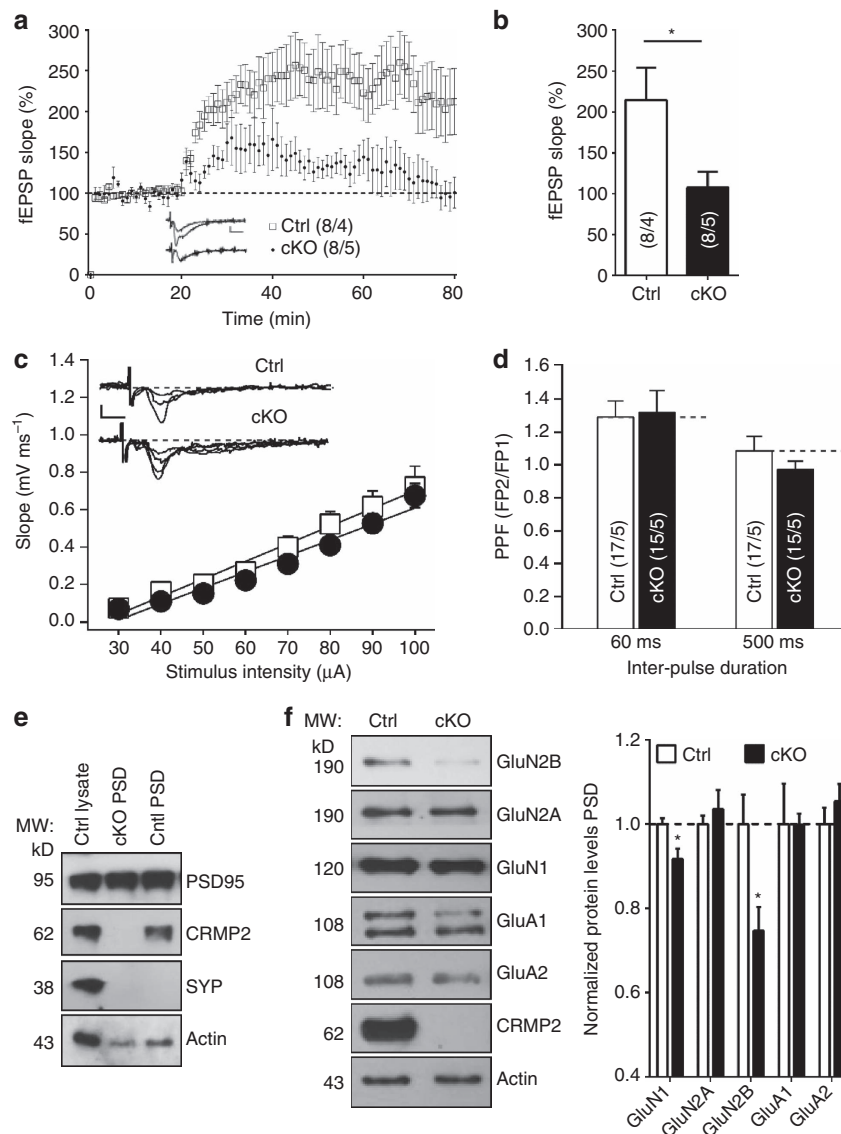 a
fEPSP slope (%)
300
250
200
150
100
50
0
0 20 40 60 80
Time (min)
Ctrl (8/4)
cKO (8/5)
b
fEPSP slope (%)
300
250
200
150
100
50
0
*
(8/4)
(8/5)
Ctrl cKO
c
Slope (mV ms−1)
1.4
1.2
1.0
0.8
0.6
0.4
0.2
0.0
Ctrl
cKO
30 40 50 60 70 80 90 100
Stimulus intensity (μA)
d
PPF (FP2/FP1)
1.6
1.4
1.2
1.0
0.8
0.6
0.4
0.2
0.0
Ctrl (17/5)
cKO (15/5)
Ctrl (17/5)
cKO (15/5)
60 ms 500 ms
Inter-pulse duration
e
Ctrl lysate
cKO PSD
Cntl PSD
MW:
kD
95 PSD95
62 CRMP2
38 SYP
43 Actin
f
MW: Ctrl cKO
kD
190 GluN2B
190 GluN2A
120 GluN1
108 GluA1
108 GluA2
62 CRMP2
43 Actin
Normalized protein levels PSD
1.2
1.0
0.8
0.6
0.4
Ctrl cKO
*
*
GluN1
GluN2A
GluN2B
GluA1
GluA2